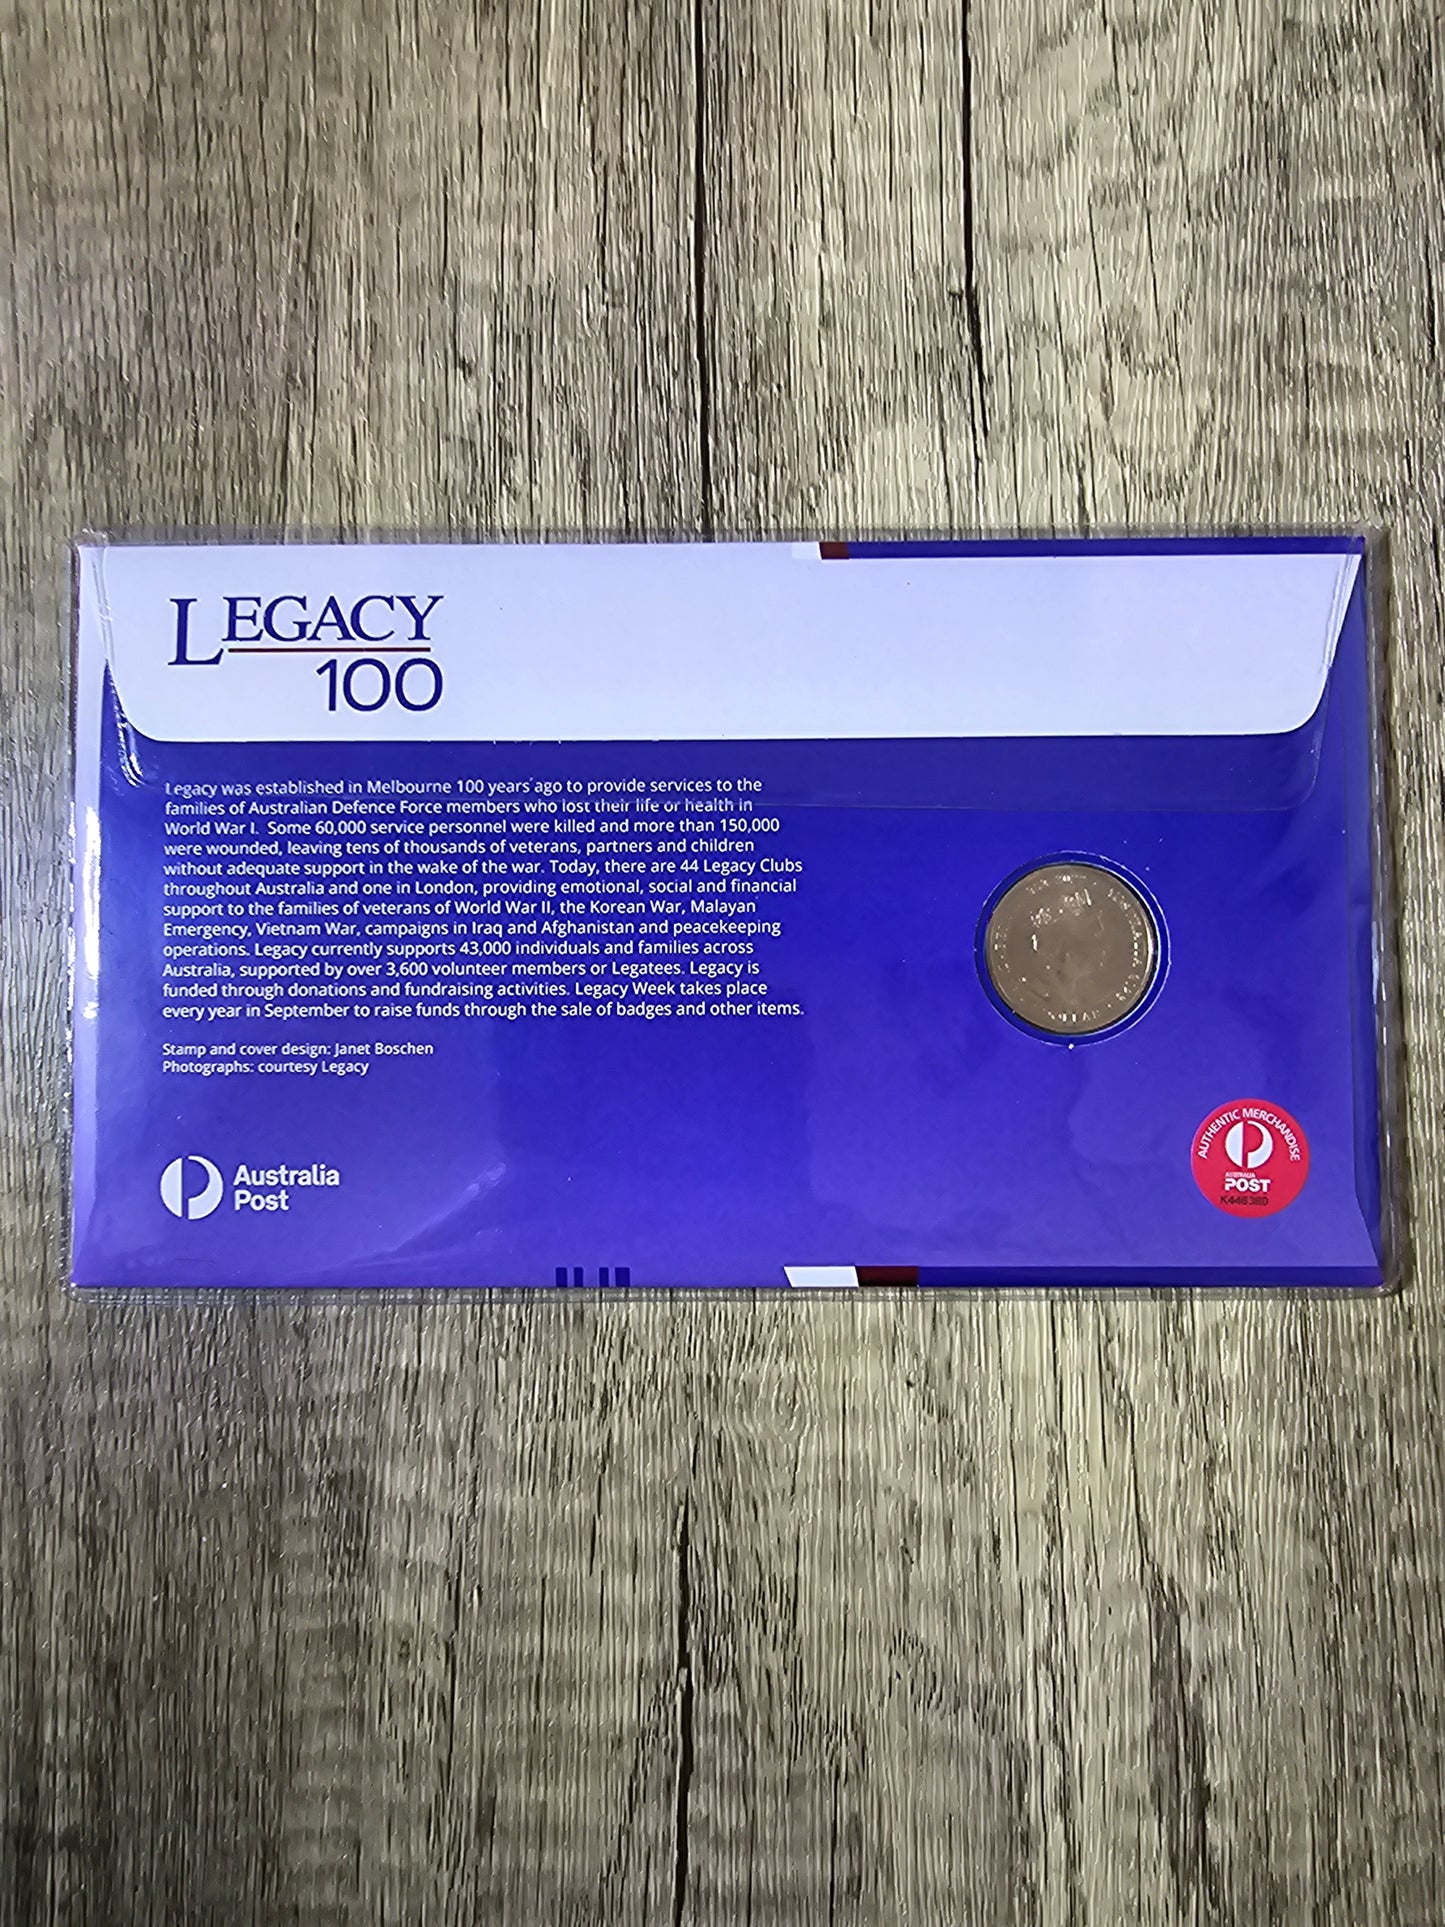 LEGACY
100
Legacy was established in Melbourne 100 years ago to provide services to the
families of Australian Defence Force members who lost their life or health in
World War I.  Some 60,000 service personnel were killed and more than 150,000
were wounded, leaving tens of thousands of veterans, partners and children
without adequate support in the wake of the war. Today, there are 44 Legacy Clubs
throughout Australia and one in London, providing emotional, social and financial
support to the families of veterans of World War II, the Korean War, Malayan
Emergency, Vietnam War, campaigns in Iraq and Afghanistan and peacekeeping
operations. Legacy currently supports 43,000 individuals and families across
Australia, supported by over 3,600 volunteer members or Legatees. Legacy is
funded through donations and fundraising activities. Legacy Week takes place
every year in September to raise funds through the sale of badges and other items.
Stamp and cover design: Janet Boschen
Photographs: courtesy Legacy
Australia
Post
AUTHENTIC MERCHANDISE
AUSTRALIA
POST